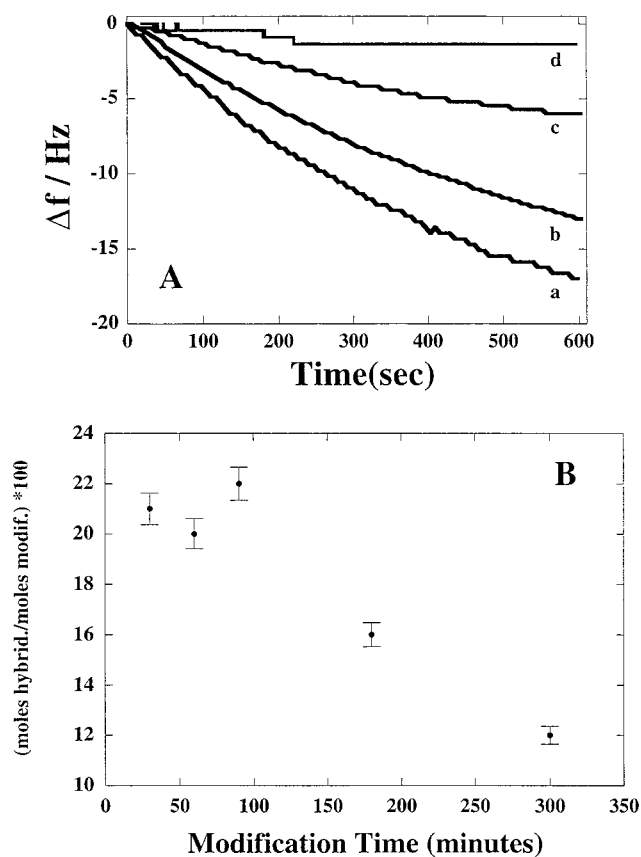 0
-5
-10
-15
-20
Δf / Hz
A
d
c
b
a
0 100 200 300 400 500 600
Time(sec)
24
22
20
18
16
14
12
10
(moles hybrid./moles modif.) *100
B
0 50 100 150 200 250 300 350
Modification Time (minutes)